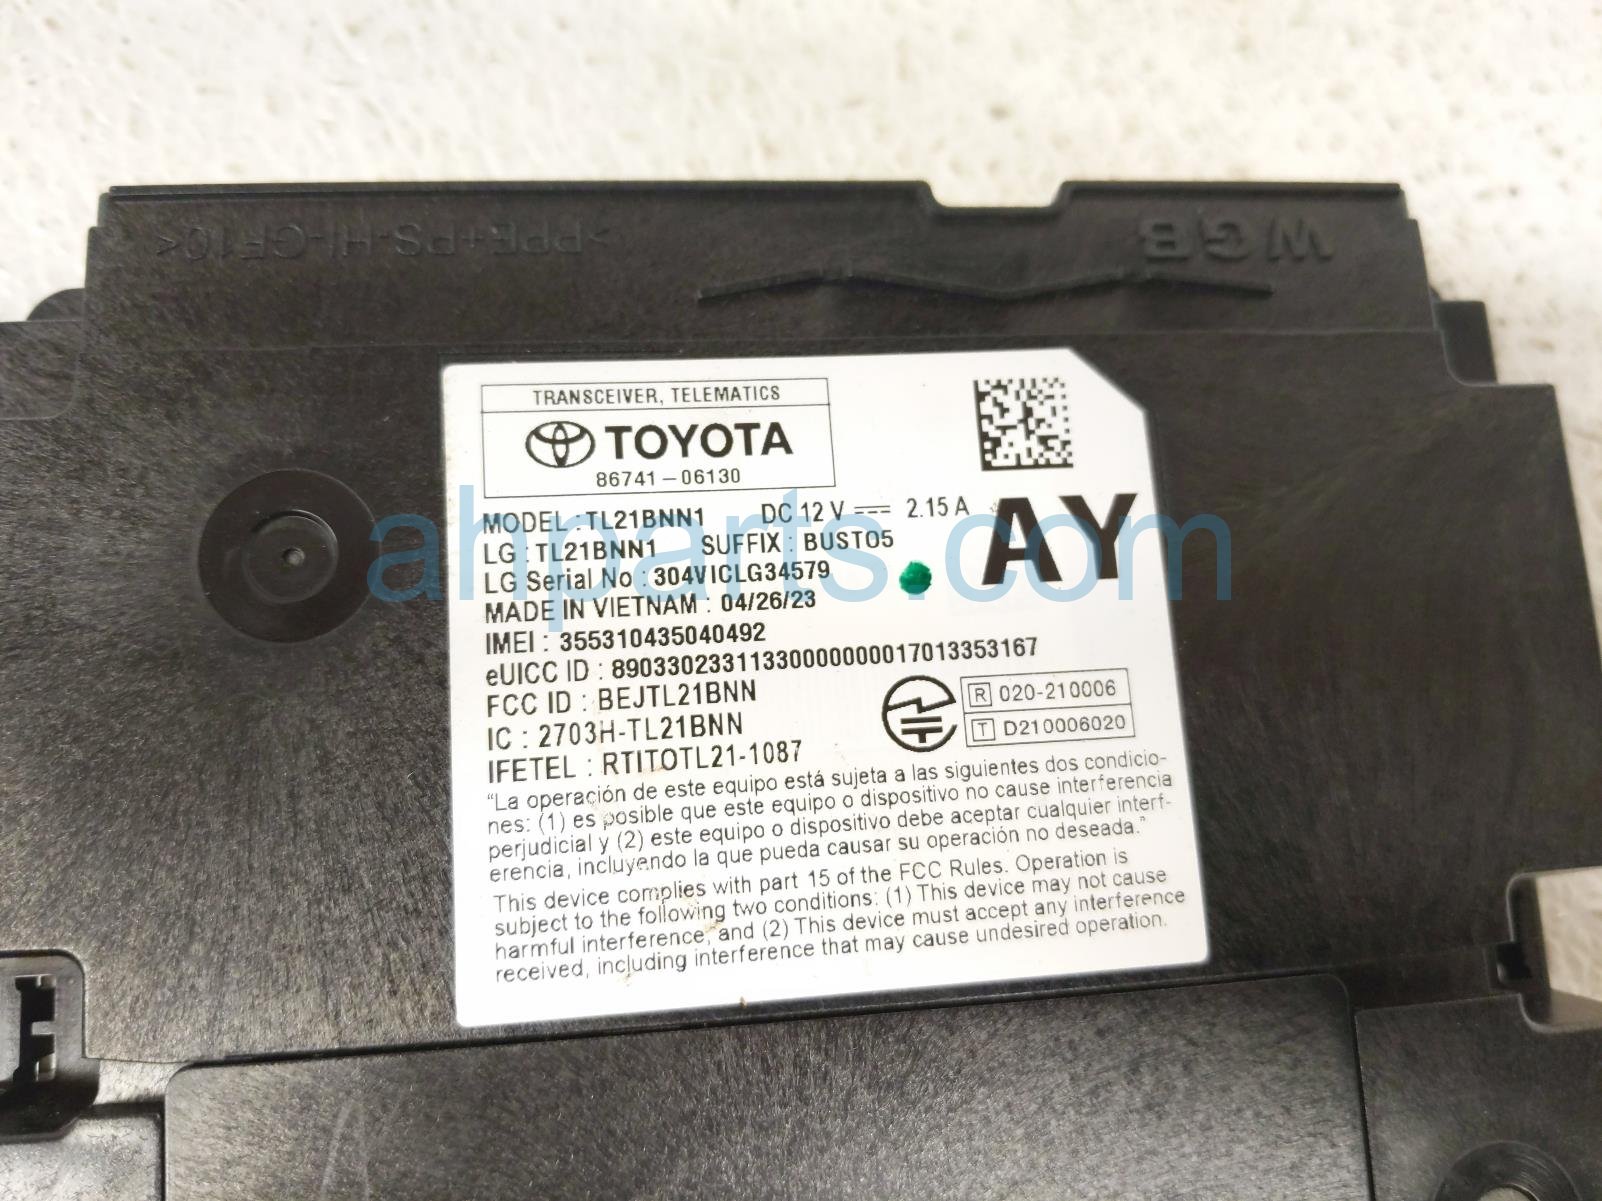 >PPE+PS-HI-GF10<
WGB
TRANSCEIVER, TELEMATICS
TOYOTA
86741-06130
MODEL : TL21BNN1 DC 12 V 2.15 A
LG : TL21BNN1 SUFFIX : BUST05
LG Serial No : 304VICLG34579
MADE IN VIETNAM : 04/26/23
AY
IMEI : 355310435040492
eUICC ID : 89033023311330000000017013353167
FCC ID : BEJTL21BNN
IC : 2703H-TL21BNN
IFETEL : RTITOTL21-1087
R 020-210006
T D210006020
"La operación de este equipo está sujeta a las siguientes dos condicio-
nes: (1) es posible que este equipo o dispositivo no cause interferencia
perjudicial y (2) este equipo o dispositivo debe aceptar cualquier interf-
erencia, incluyendo la que pueda causar su operación no deseada."
This device complies with part 15 of the FCC Rules. Operation is
subject to the following two conditions: (1) This device may not cause
harmful interference, and (2) This device must accept any interference
received, including interference that may cause undesired operation.
ahparts.com